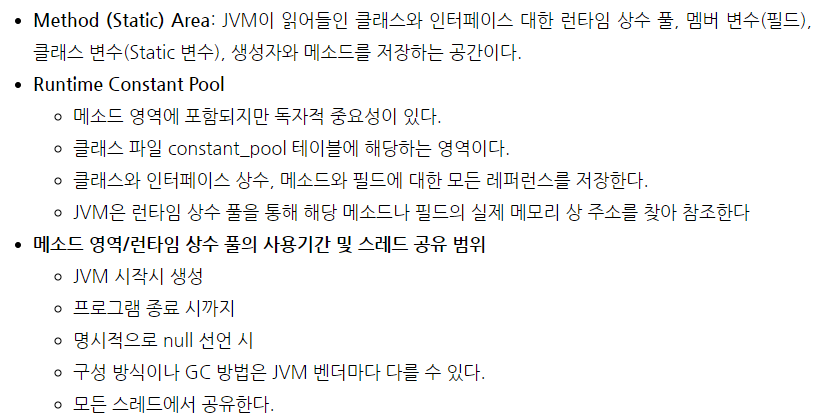 Method (Static) Area: JVM이 읽어들인 클래스와 인터페이스 대한 런타임 상수 풀, 멤버 변수(필드),
클래스 변수(Static 변수), 생성자와 메소드를 저장하는 공간이다.
Runtime Constant Pool
메소드 영역에 포함되지만 독자적 중요성이 있다.
클래스 파일 constant_pool 테이블에 해당하는 영역이다.
클래스와 인터페이스 상수, 메소드와 필드에 대한 모든 레퍼런스를 저장한다.
JVM은 런타임 상수 풀을 통해 해당 메소드나 필드의 실제 메모리 상 주소를 찾아 참조한다
메소드 영역/런타임 상수 풀의 사용기간 및 스레드 공유 범위
JVM 시작시 생성
프로그램 종료 시까지
명시적으로 null 선언 시
구성 방식이나 GC 방법은 JVM 벤더마다 다를 수 있다.
모든 스레드에서 공유한다.